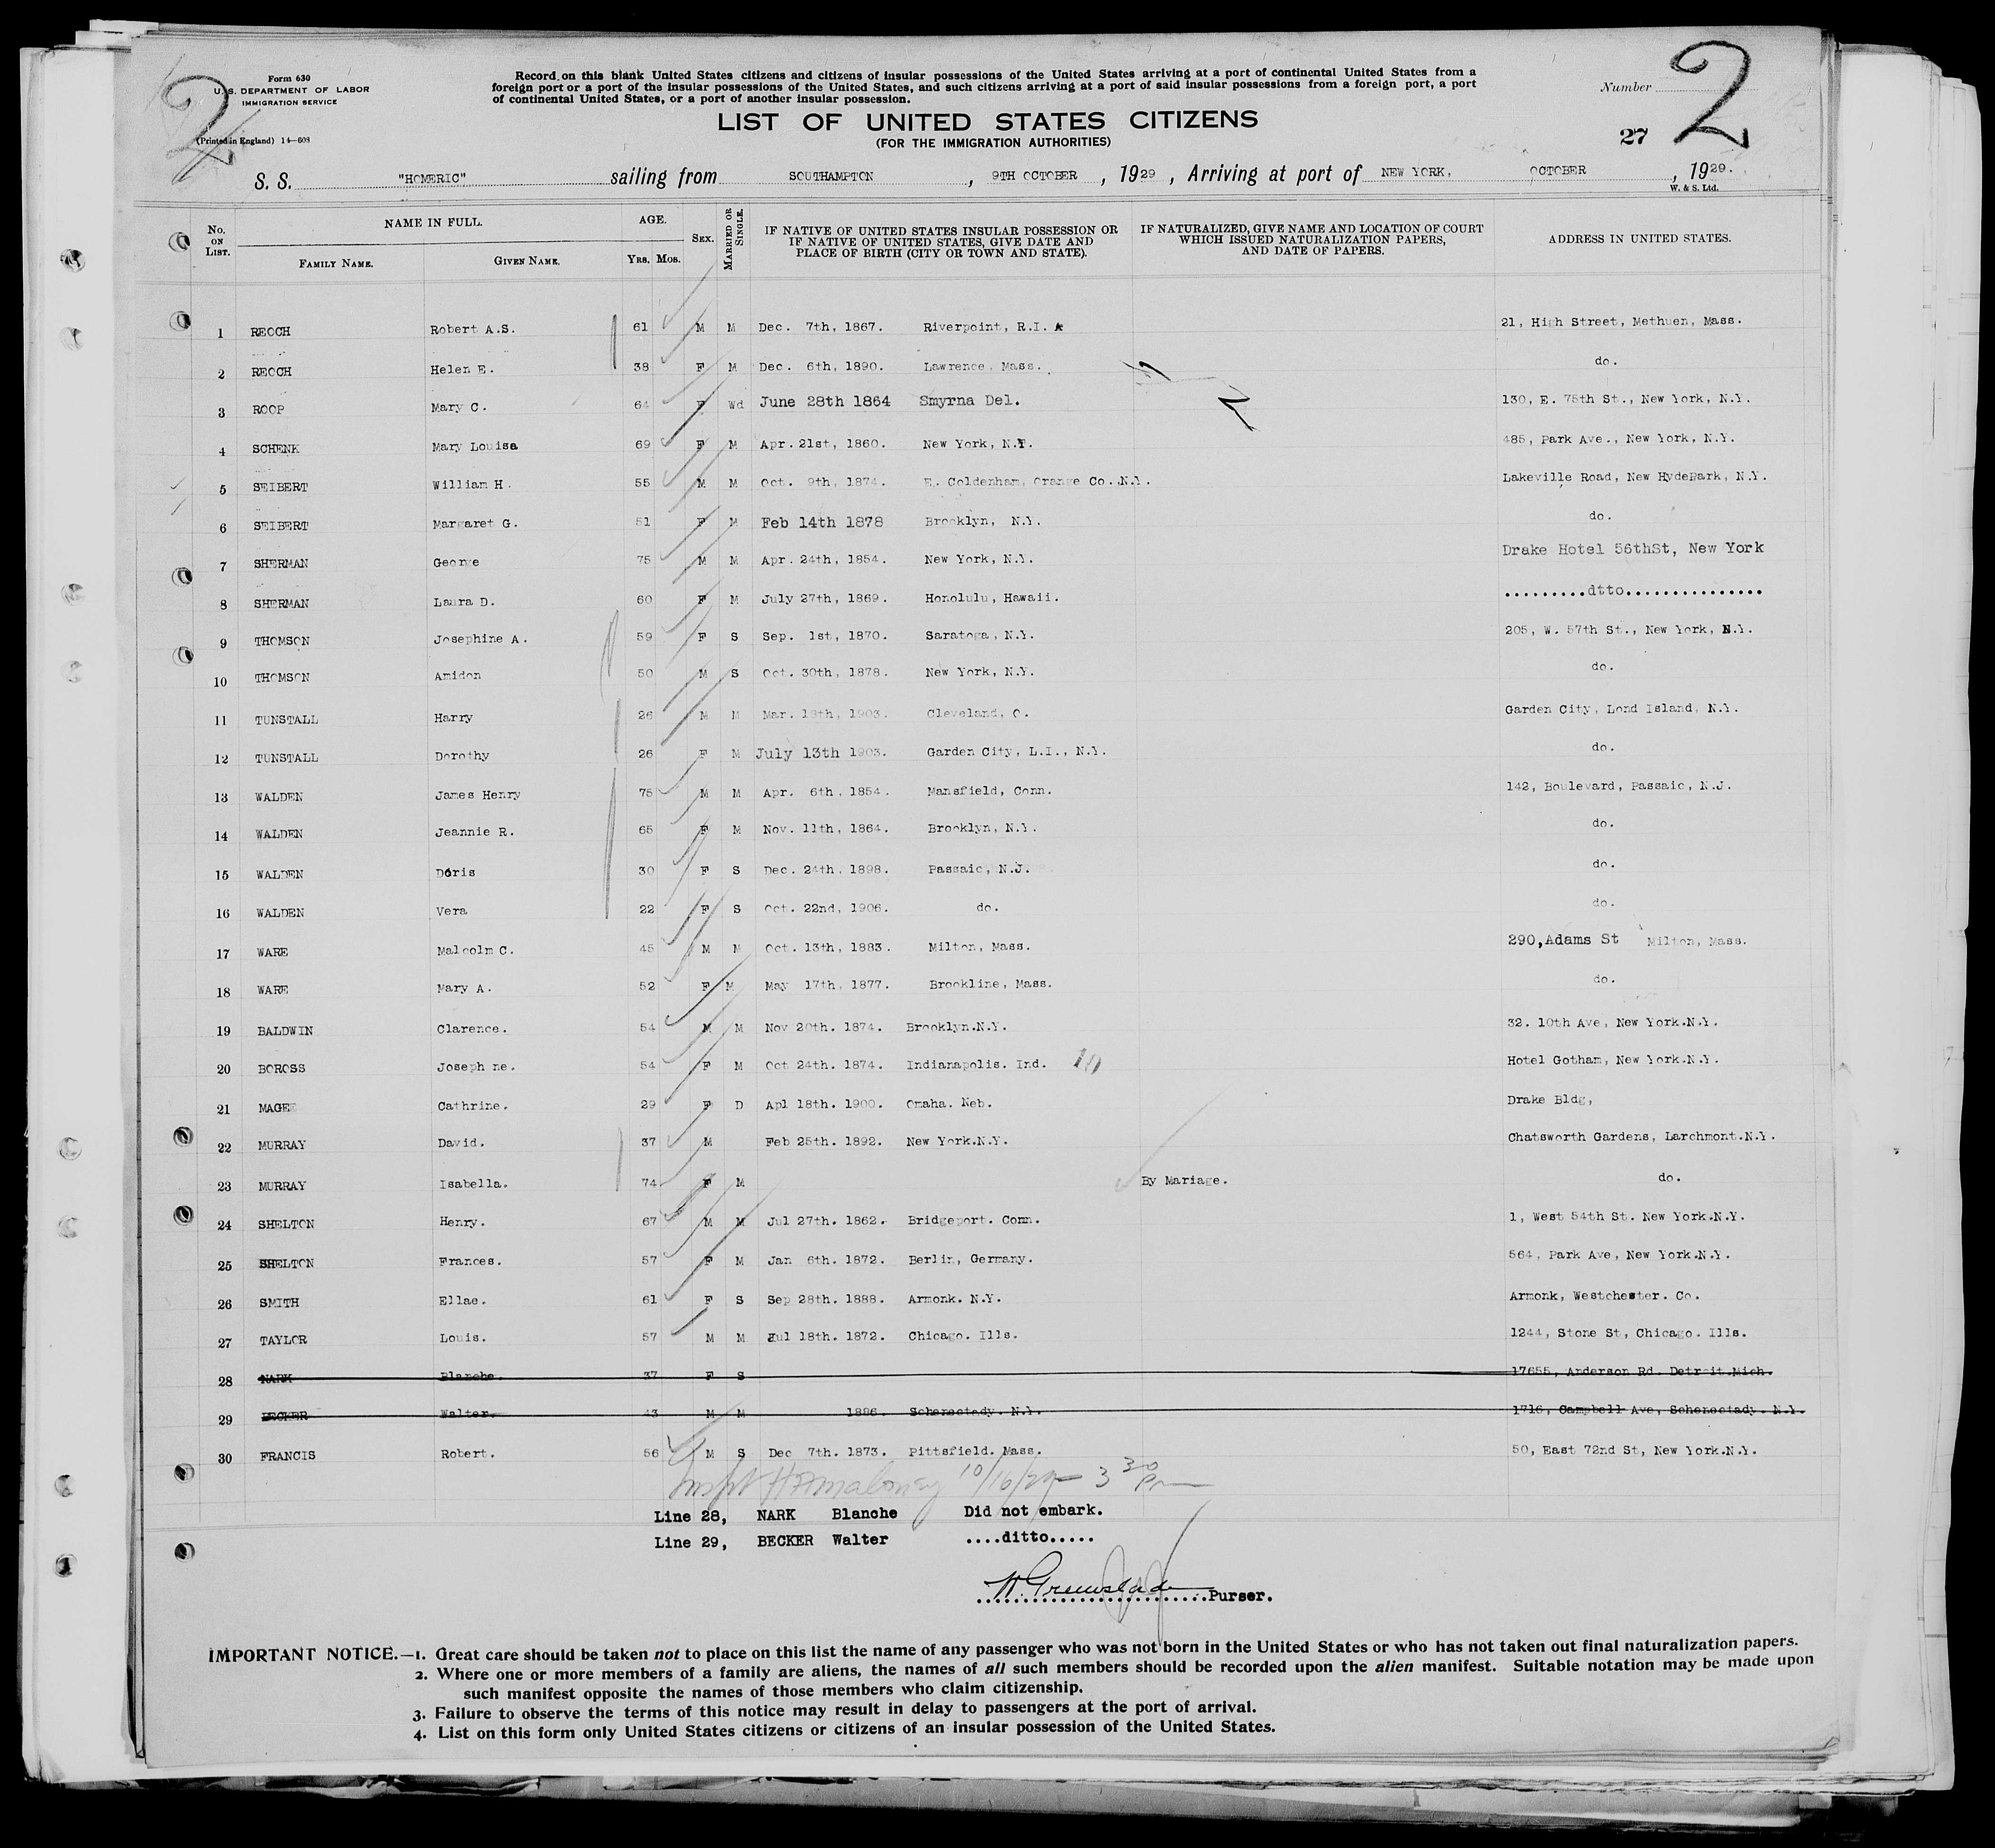 Form 630
U. S. DEPARTMENT OF LABOR
IMMIGRATION SERVICE
(Printed in England) 14—608
2
Record on this blank United States citizens and citizens of insular possessions of the United States arriving at a port of continental United States from a
foreign port or a port of the insular possessions of the United States, and such citizens arriving at a port of said insular possessions from a foreign port, a port
of continental United States, or a port of another insular possession.
LIST OF UNITED STATES CITIZENS
(FOR THE IMMIGRATION AUTHORITIES)
Number
2
27
S. S. "HOMERIC" sailing from SOUTHAMPTON, 9TH OCTOBER, 1929, Arriving at port of NEW YORK, OCTOBER, 1929.
W. & S. Ltd.
No. ON LIST. NAME IN FULL. FAMILY NAME. GIVEN NAME. AGE. YRS. MOS. SEX. MARRIED OR SINGLE. IF NATIVE OF UNITED STATES INSULAR POSSESSION OR IF NATIVE OF UNITED STATES, GIVE DATE AND PLACE OF BIRTH (CITY OR TOWN AND STATE). IF NATURALIZED, GIVE NAME AND LOCATION OF COURT WHICH ISSUED NATURALIZATION PAPERS, AND DATE OF PAPERS. ADDRESS IN UNITED STATES.
1 REOCH Robert A.S. 61 M M Dec. 7th, 1867. Riverpoint, R.I. 21, High Street, Methuen, Mass.
2 REOCH Helen E. 38 F M Dec. 6th, 1890. Lawrence, Mass. do.
3 ROOP Mary C. 64 F Wd June 28th 1864 Smyrna Del. 130, E. 75th St., New York, N.Y.
4 SCHENK Mary Louisa 69 F M Apr. 21st, 1860. New York, N.Y. 485, Park Ave., New York, N.Y.
5 SEIBERT William H. 55 M M Oct. 9th, 1874. E. Coldenham, Orange Co. N.Y. Lakeville Road, New HydePark, N.Y.
6 SEIBERT Margaret G. 51 F M Feb 14th 1878 Brooklyn, N.Y. do.
7 SHERMAN George 75 M M Apr. 24th, 1854. New York, N.Y. Drake Hotel 56thSt, New York
8 SHERMAN Laura D. 60 F M July 27th, 1869. Honolulu, Hawaii. .........dtto...............
9 THOMSON Josephine A. 59 F S Sep. 1st, 1870. Saratoga, N.Y. 205, W. 57th St., New York, N.Y.
10 THOMSON Amidon 50 M S Oct. 30th, 1878. New York, N.Y. do.
11 TUNSTALL Harry 26 M M Mar. 18th, 1903. Cleveland, O. Garden City, Lond Island, N.Y.
12 TUNSTALL Dorothy 26 F M July 13th 1903. Garden City, L.I., N.Y. do.
13 WALDEN James Henry 75 M M Apr. 6th, 1854. Mansfield, Conn. 142, Boulevard, Passaic, N.J.
14 WALDEN Jeannie R. 65 F M Nov. 11th, 1864. Brooklyn, N.Y. do.
15 WALDEN Doris 30 F S Dec. 24th, 1898. Passaic, N.J. do.
16 WALDEN Vera 22 F S Oct. 22nd, 1906. do. do.
17 WARE Malcolm C. 45 M M Oct. 13th, 1883. Milton, Mass. 290,Adams St Milton, Mass.
18 WARE Mary A. 52 F M May 17th, 1877. Brookline, Mass. do.
19 BALDWIN Clarence. 54 M M Nov 20th. 1874. Brooklyn.N.Y. 32. 10th Ave, New York.N.Y.
20 BOROSS Joseph ne. 54 F M Oct 24th. 1874. Indianapolis. Ind. Hotel Gotham, New York.N.Y.
21 MAGEE Cathrine. 29 F D Apl 18th. 1900. Omaha. Neb. Drake Bldg,
22 MURRAY David. 37 M Feb 25th. 1892. New York.N.Y. Chatsworth Gardens, Larchmont.N.Y.
23 MURRAY Isabella. 74 F M By Mariage. do.
24 SHELTON Henry. 67 M M Jul 27th. 1862. Bridgeport. Conn. 1, West 54th St. New York.N.Y.
25 SHELTON Frances. 57 F M Jan 6th. 1872. Berlin, Germany. 564, Park Ave, New York.N.Y.
26 SMITH Ellae. 61 F S Sep 28th. 1888. Armonk. N.Y. Armonk, Westchester. Co.
27 TAYLOR Louis. 57 M M Jul 18th. 1872. Chicago. Ills. 1244, Stone St, Chicago. Ills.
28 NARK Blanche. 37 F S 17655, Anderson Rd. Detroit.Mich.
29 BECKER Walter. 43 M M 1886. Schenectady. N.Y. 1716, Campbell Ave, Schenectady. N.Y.
30 FRANCIS Robert. 56 M S Dec 7th. 1873. Pittsfield. Mass. 50, East 72nd St, New York.N.Y.
10/16/29 — 3 30 Pm
Line 28, NARK Blanche Did not embark.
Line 29, BECKER Walter ....ditto.....
Purser.
IMPORTANT NOTICE.—1. Great care should be taken not to place on this list the name of any passenger who was not born in the United States or who has not taken out final naturalization papers.
2. Where one or more members of a family are aliens, the names of all such members should be recorded upon the alien manifest. Suitable notation may be made upon
such manifest opposite the names of those members who claim citizenship.
3. Failure to observe the terms of this notice may result in delay to passengers at the port of arrival.
4. List on this form only United States citizens or citizens of an insular possession of the United States.